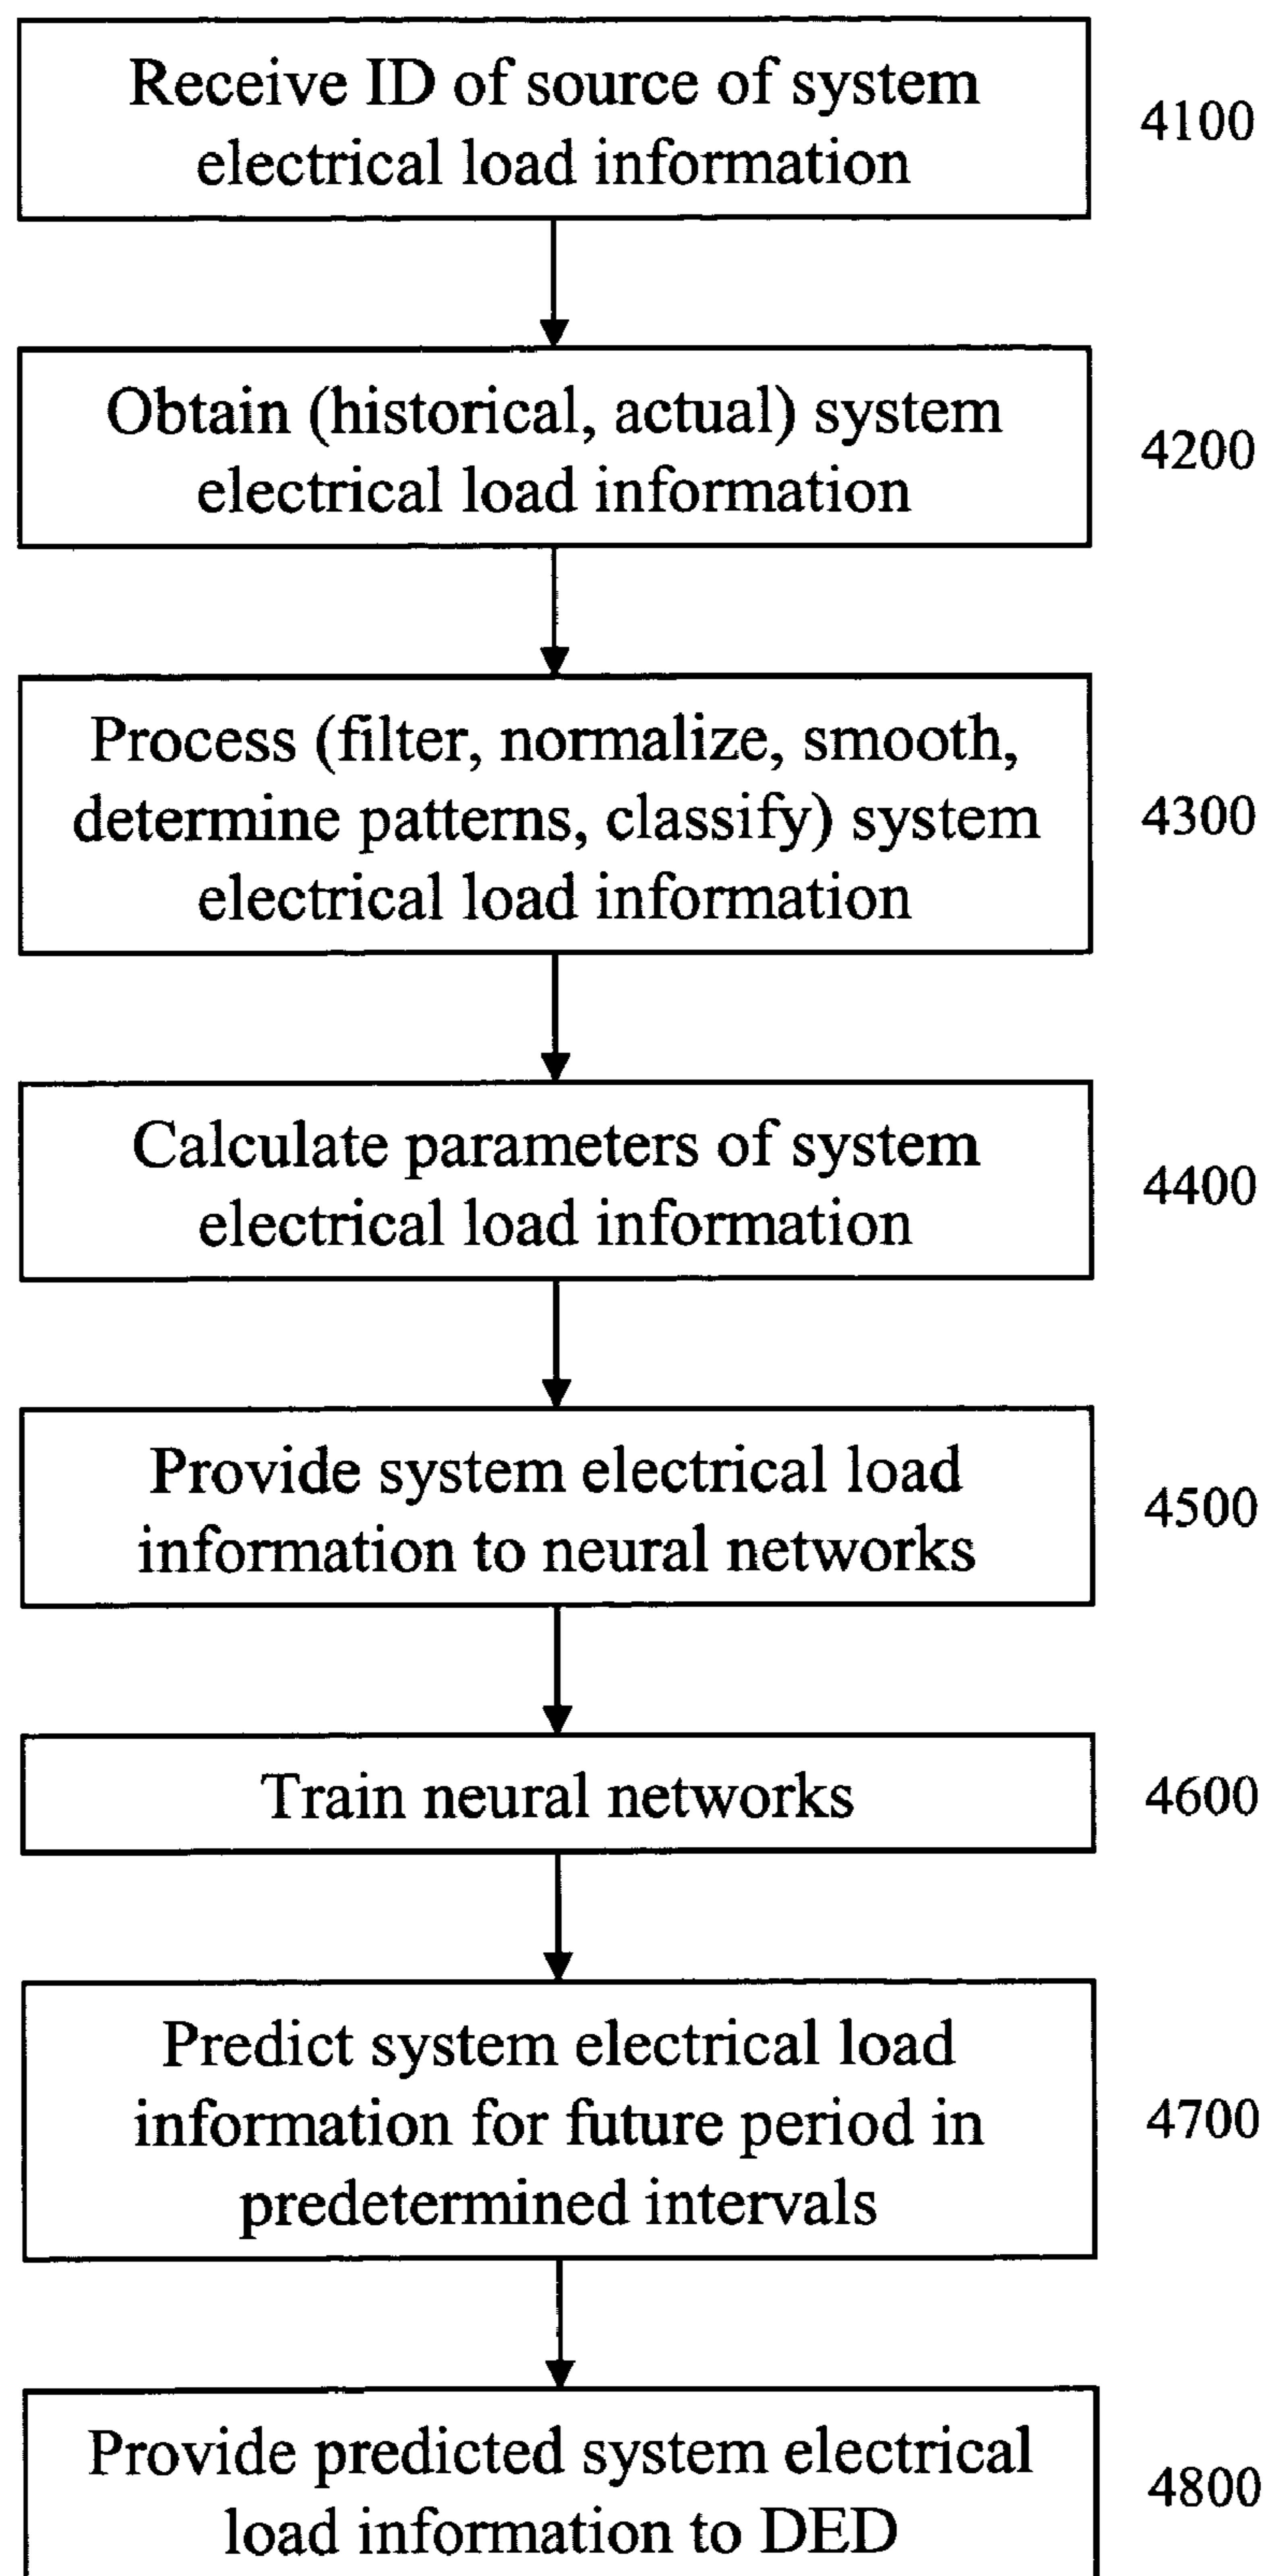 Receive ID of source of system
electrical load information
4100
Obtain (historical, actual) system
electrical load information
4200
Process (filter, normalize, smooth,
determine patterns, classify) system
electrical load information
4300
Calculate parameters of system
electrical load information
4400
Provide system electrical load
information to neural networks
4500
Train neural networks
4600
Predict system electrical load
information for future period in
predetermined intervals
4700
Provide predicted system electrical
load information to DED
4800